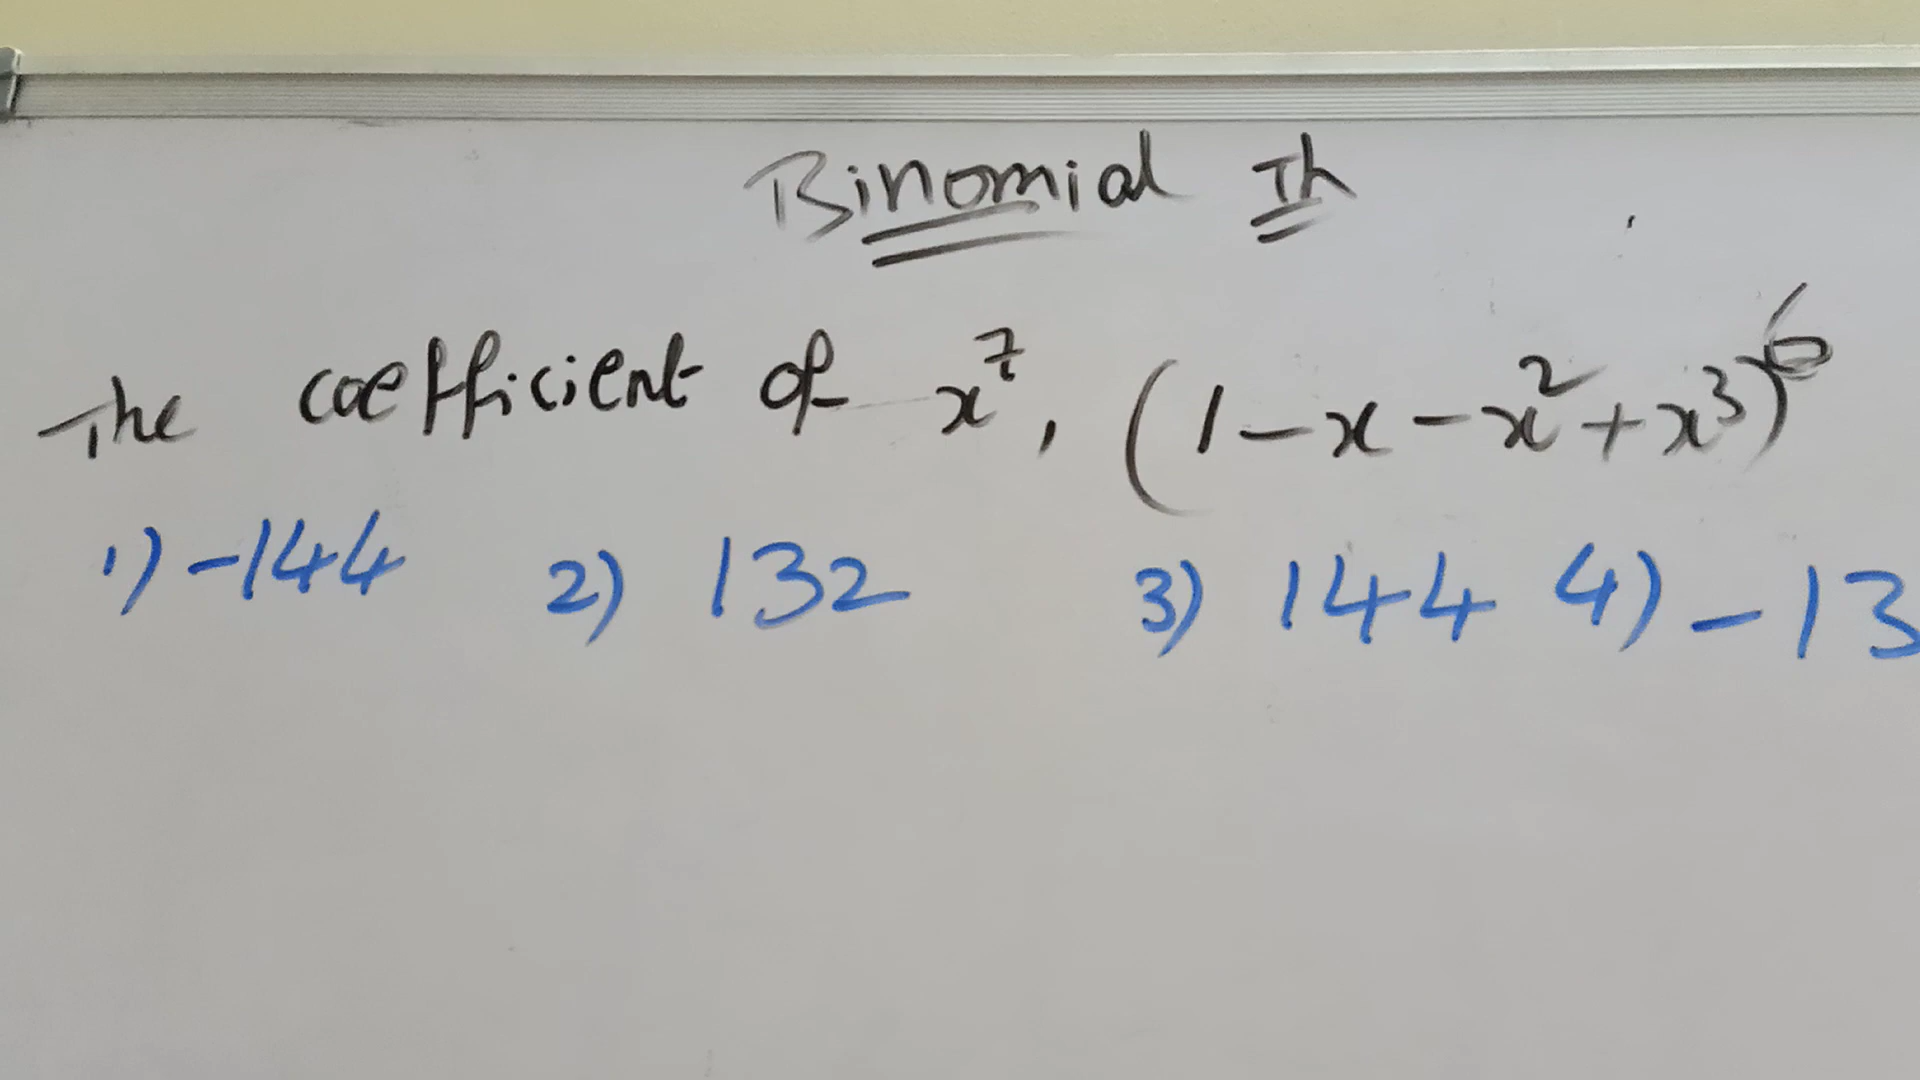 Binomial Th
The coefficient of x⁷, (1-x-x²+x³)⁶
1) -144 2) 132 3) 144 4) -13